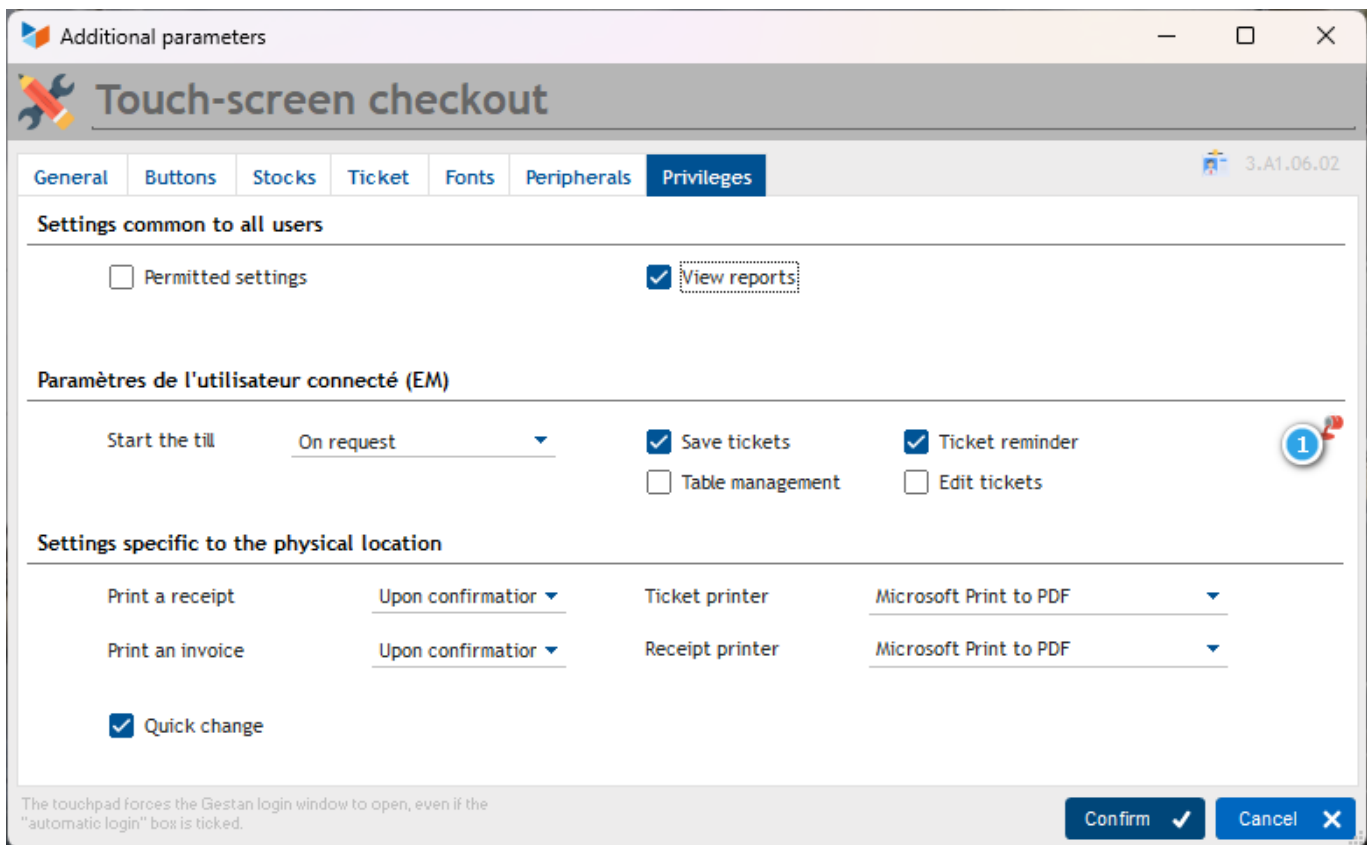 Additional parameters
Touch-screen checkout
General Buttons Stocks Ticket Fonts Peripherals Privileges 3.A1.06.02
Settings common to all users
Permitted settings View reports
Paramètres de l'utilisateur connecté (EM)
Start the till On request Save tickets Ticket reminder 1
Table management Edit tickets
Settings specific to the physical location
Print a receipt Upon confirmation Ticket printer Microsoft Print to PDF
Print an invoice Upon confirmation Receipt printer Microsoft Print to PDF
Quick change
The touchpad forces the Gestan login window to open, even if the
"automatic login" box is ticked.
Confirm Cancel